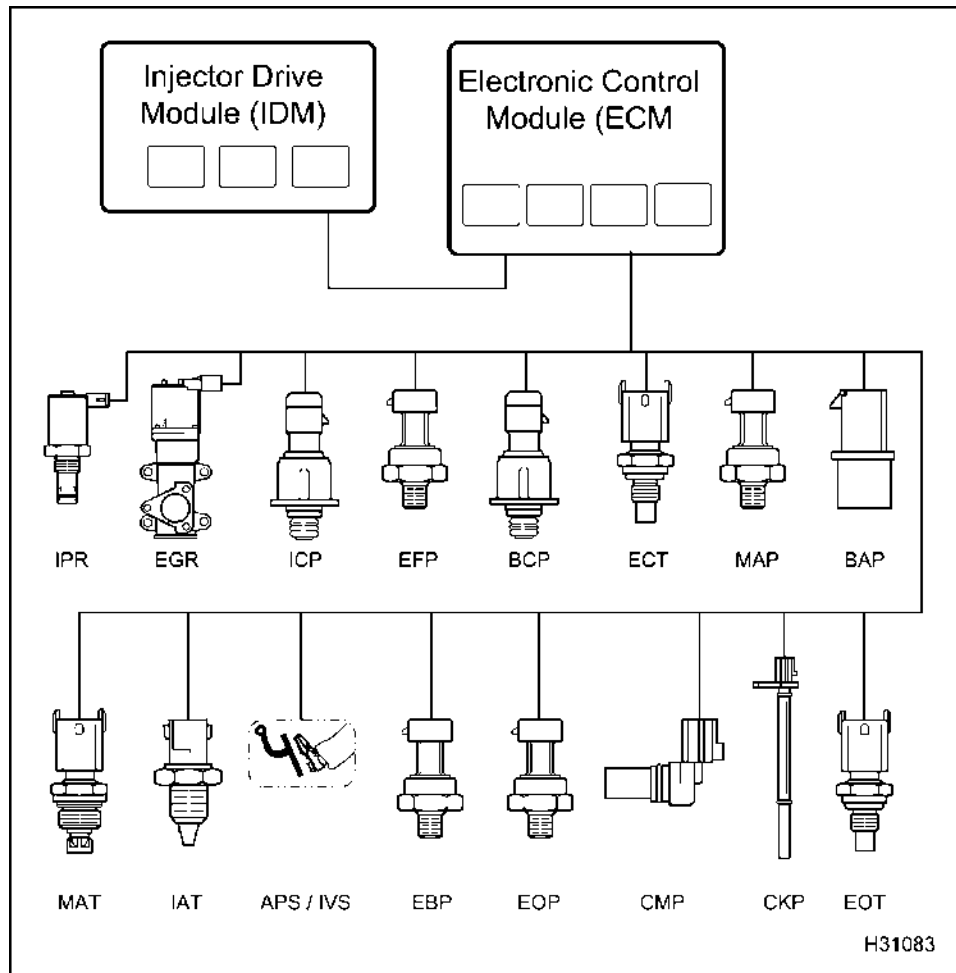 Injector Drive
Module (IDM)
Electronic Control
Module (ECM
IPR EGR ICP EFP BCP ECT MAP BAP
MAT IAT APS / IVS EBP EOP CMP CKP EOT
H31083